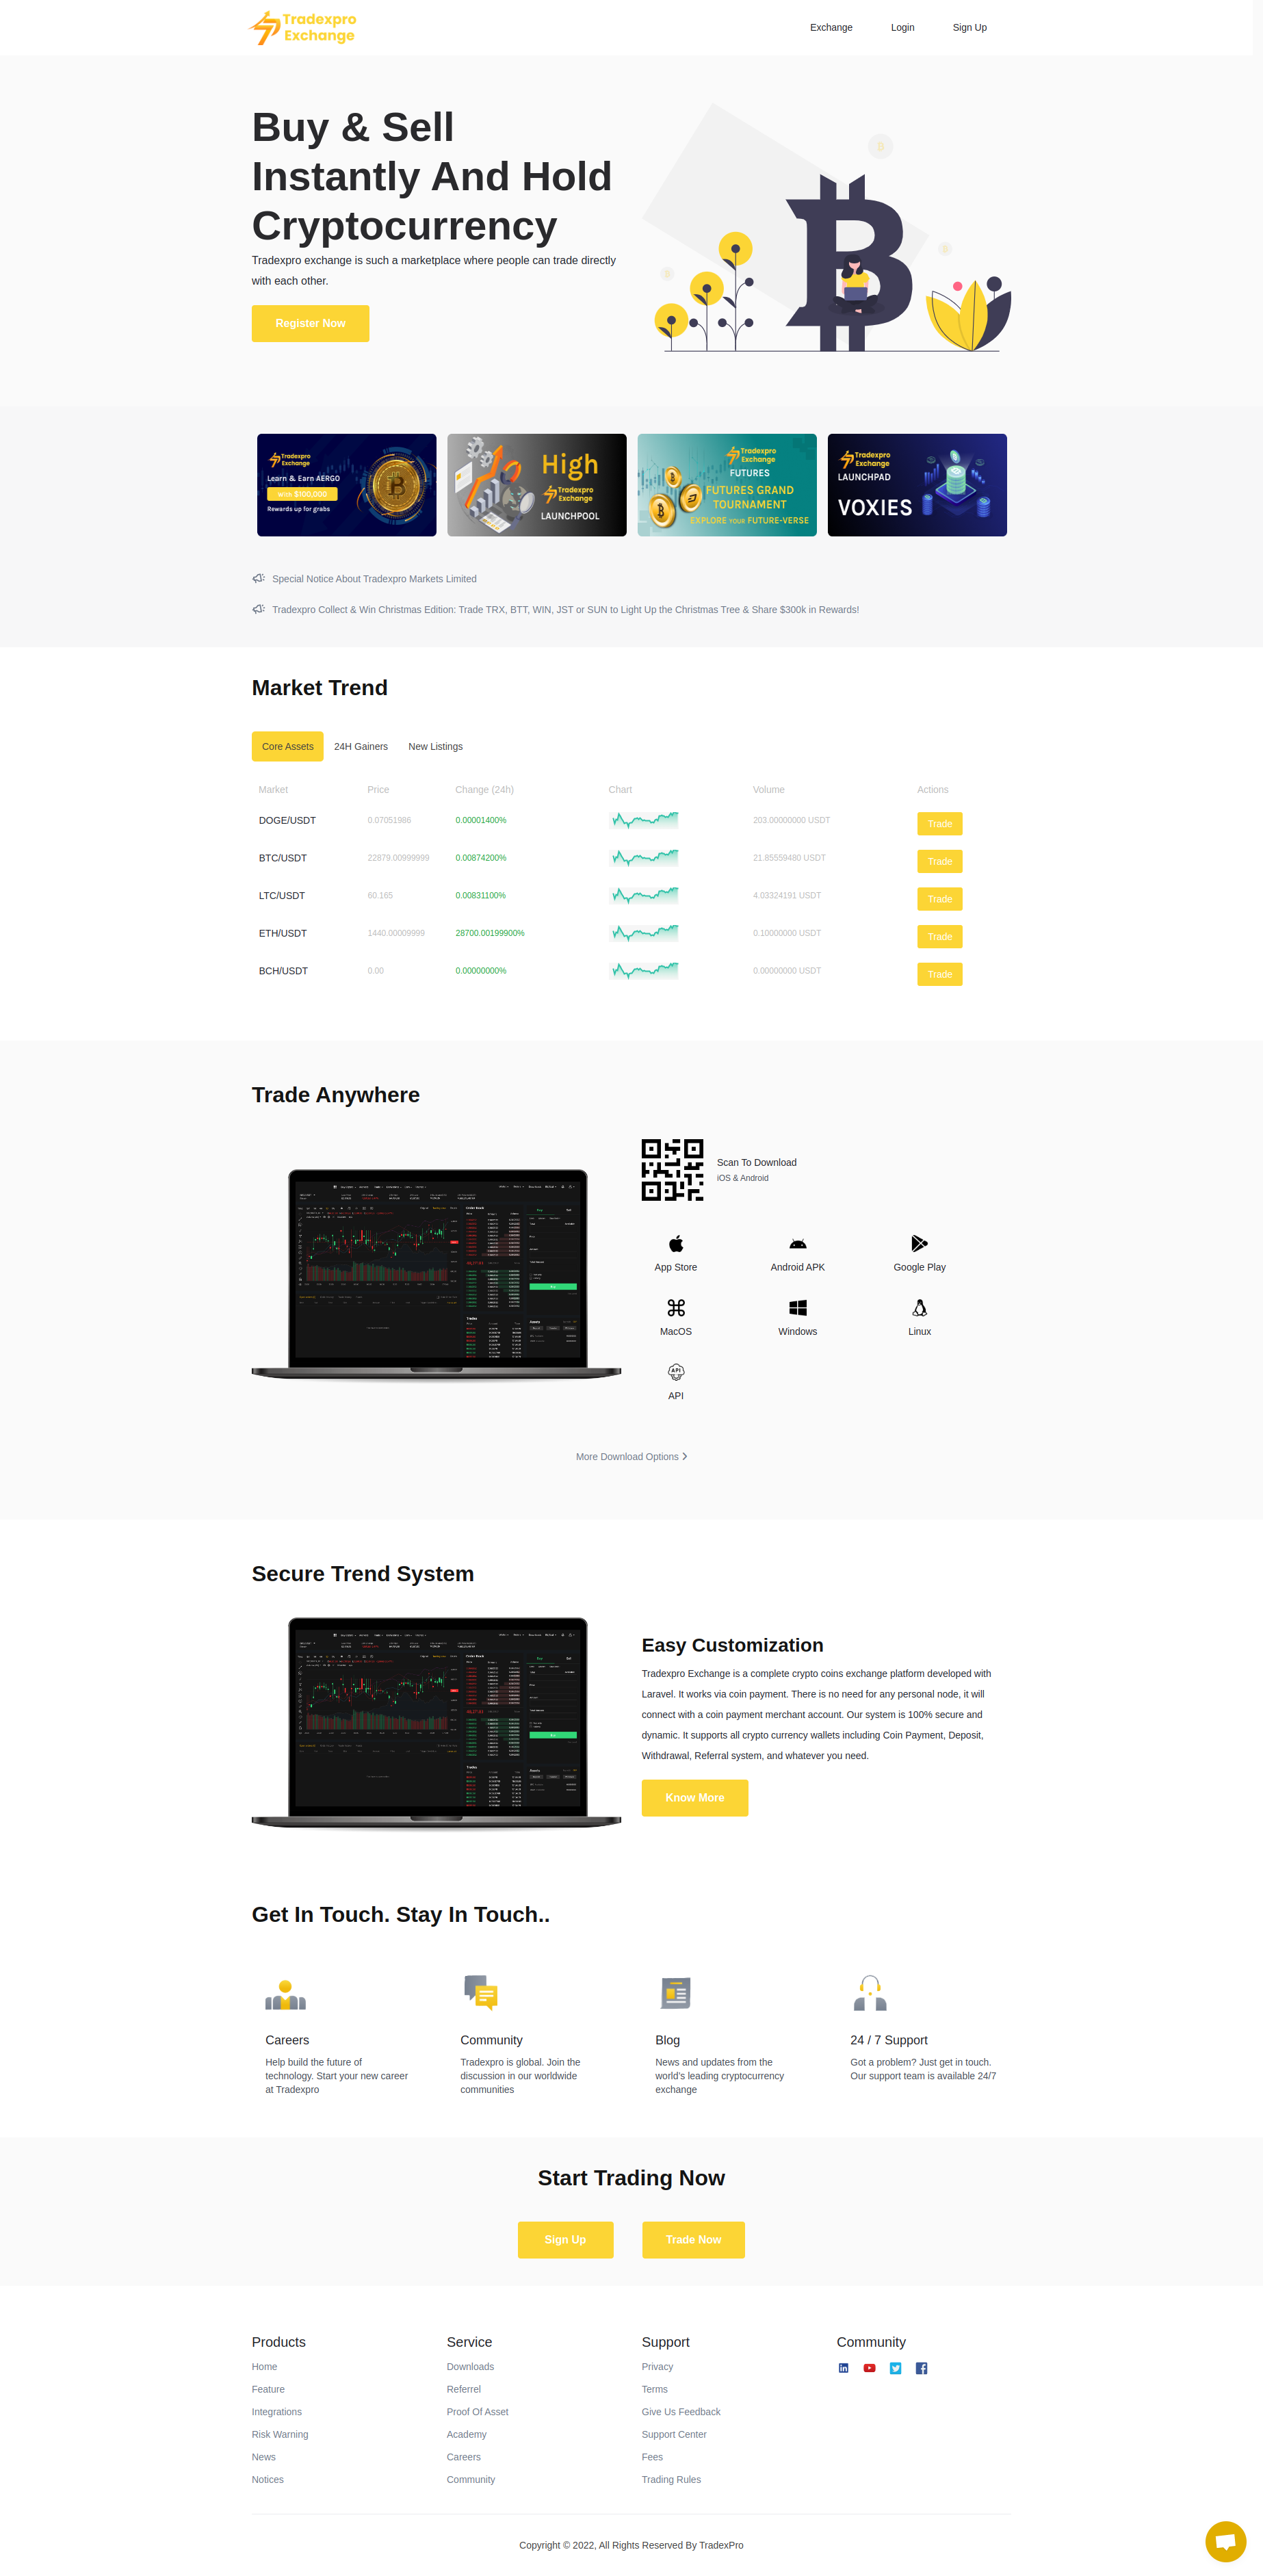 Tradexpro
Exchange
Exchange
Login
Sign Up
Buy & Sell
Instantly And Hold
Cryptocurrency
Tradexpro exchange is such a marketplace where people can trade directly
with each other.
Register Now
Tradexpro
Exchange
Learn & Earn AERGO
Win $100,000
Rewards up for grabs
High
Tradexpro
Exchange
LAUNCHPOOL
Tradexpro
Exchange
FUTURES
FUTURES GRAND
TOURNAMENT
EXPLORE YOUR FUTURE-VERSE
Tradexpro
Exchange
LAUNCHPAD
VOXIES
Special Notice About Tradexpro Markets Limited
Tradexpro Collect & Win Christmas Edition: Trade TRX, BTT, WIN, JST or SUN to Light Up the Christmas Tree & Share $300k in Rewards!
Market Trend
Core Assets
24H Gainers
New Listings
Market Price Change (24h) Chart Volume Actions
DOGE/USDT 0.07051986 0.00001400% 203.00000000 USDT Trade
BTC/USDT 22879.00999999 0.00874200% 21.85559480 USDT Trade
LTC/USDT 60.165 0.00831100% 4.03324191 USDT Trade
ETH/USDT 1440.00009999 28700.00199900% 0.10000000 USDT Trade
BCH/USDT 0.00 0.00000000% 0.00000000 USDT Trade
Trade Anywhere
Scan To Download
iOS & Android
App Store
Android APK
Google Play
MacOS
Windows
Linux
API
API
More Download Options
Secure Trend System
Easy Customization
Tradexpro Exchange is a complete crypto coins exchange platform developed with
Laravel. It works via coin payment. There is no need for any personal node, it will
connect with a coin payment merchant account. Our system is 100% secure and
dynamic. It supports all crypto currency wallets including Coin Payment, Deposit,
Withdrawal, Referral system, and whatever you need.
Know More
Get In Touch. Stay In Touch..
Careers
Help build the future of
technology. Start your new career
at Tradexpro
Community
Tradexpro is global. Join the
discussion in our worldwide
communities
Blog
News and updates from the
world's leading cryptocurrency
exchange
24 / 7 Support
Got a problem? Just get in touch.
Our support team is available 24/7
Start Trading Now
Sign Up
Trade Now
Products
Home
Feature
Integrations
Risk Warning
News
Notices
Service
Downloads
Referrel
Proof Of Asset
Academy
Careers
Community
Support
Privacy
Terms
Give Us Feedback
Support Center
Fees
Trading Rules
Community
Copyright © 2022, All Rights Reserved By TradexPro